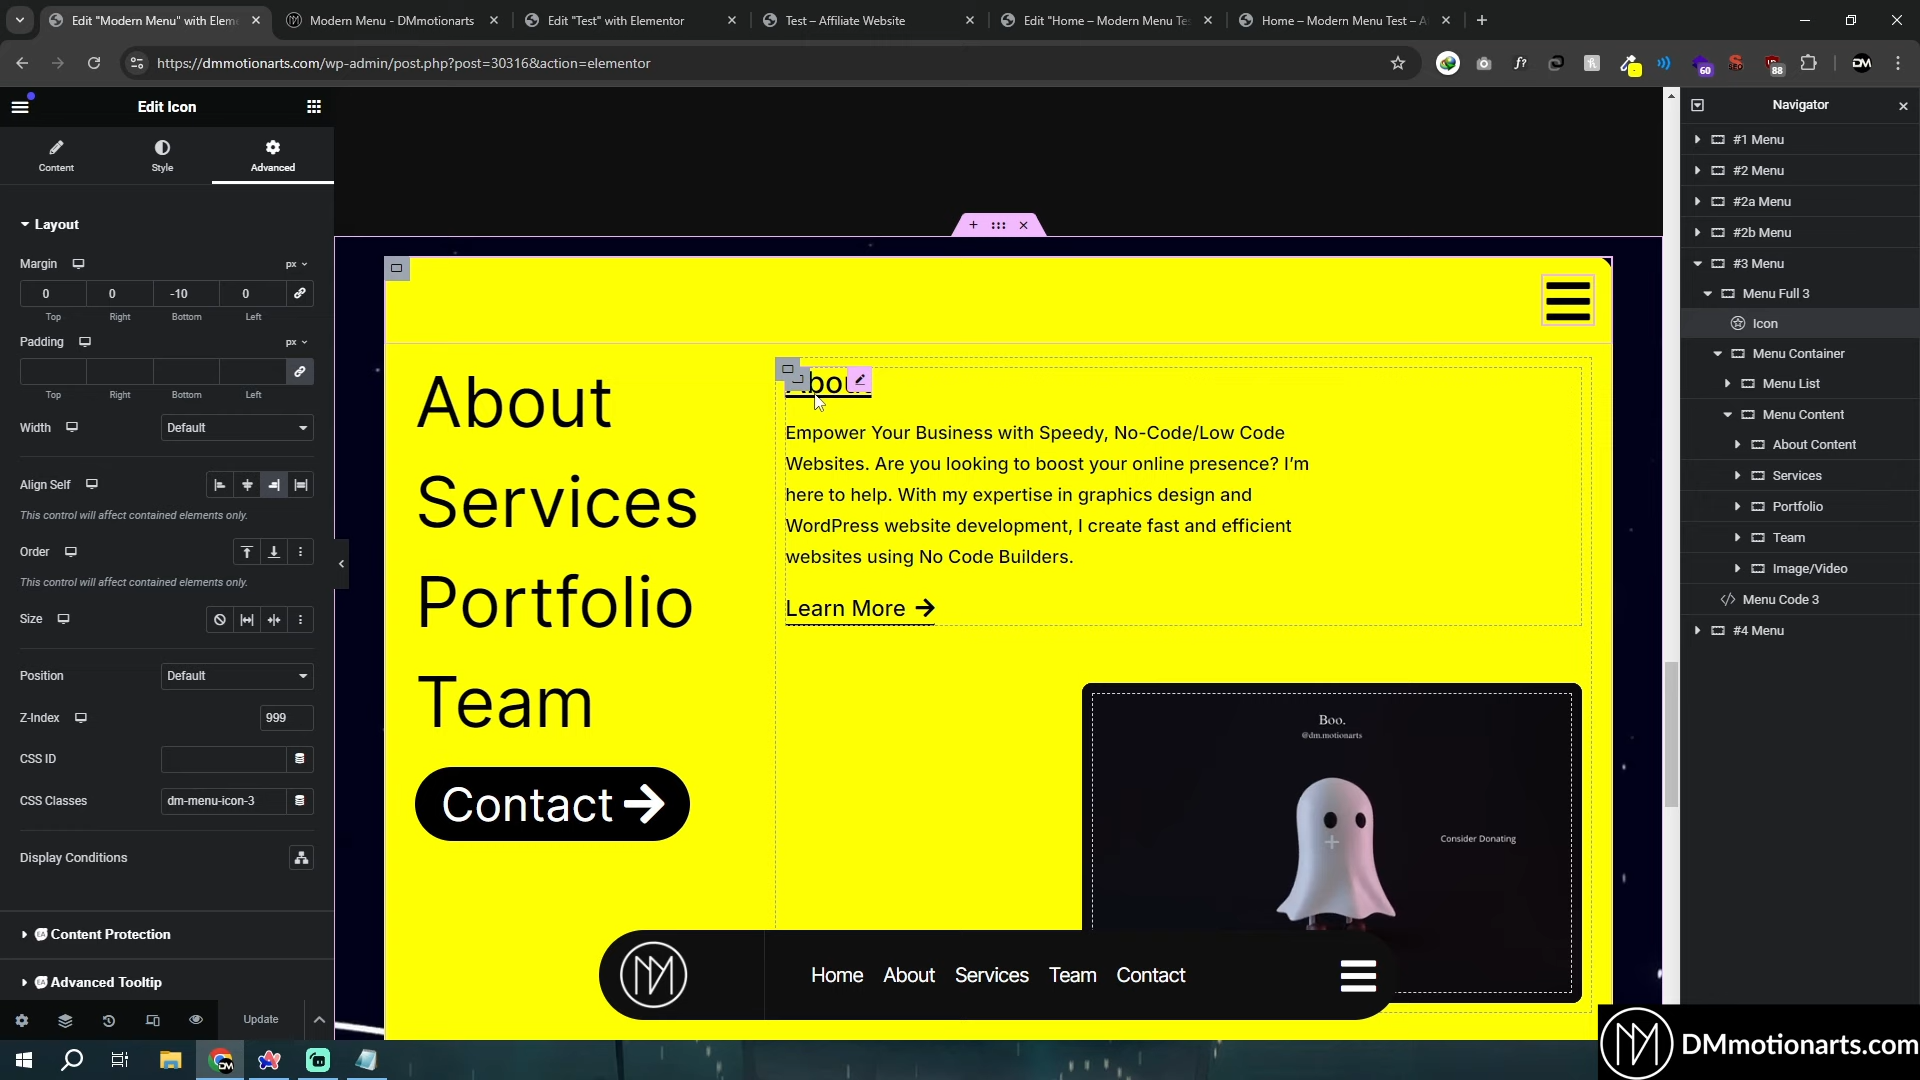 Edit "Modern Menu" with Elem
Modern Menu - DMmotionarts
Edit "Test" with Elementor
Test – Affiliate Website
Edit "Home – Modern Menu Te
Home – Modern Menu Test – A
https://dmmotionarts.com/wp-admin/post.php?post=30316&action=elementor
60
88
Edit Icon
Content
Style
Advanced
Layout
Margin
px
0
0
-10
0
Top
Right
Bottom
Left
Padding
px
Top
Right
Bottom
Left
Width
Default
Align Self
This control will affect contained elements only.
Order
This control will affect contained elements only.
Size
Position
Default
Z-Index
999
CSS ID
CSS Classes
dm-menu-icon-3
Display Conditions
Content Protection
Advanced Tooltip
Update
About
Services
Portfolio
Team
Contact
Empower Your Business with Speedy, No-Code/Low Code
Websites. Are you looking to boost your online presence? I'm
here to help. With my expertise in graphics design and
WordPress website development, I create fast and efficient
websites using No Code Builders.
Learn More
Boo.
@dm.motionarts
Consider Donating
Home
About
Services
Team
Contact
Navigator
#1 Menu
#2 Menu
#2a Menu
#2b Menu
#3 Menu
Menu Full 3
Icon
Menu Container
Menu List
Menu Content
About Content
Services
Portfolio
Team
Image/Video
Menu Code 3
#4 Menu
DMmotionarts.com